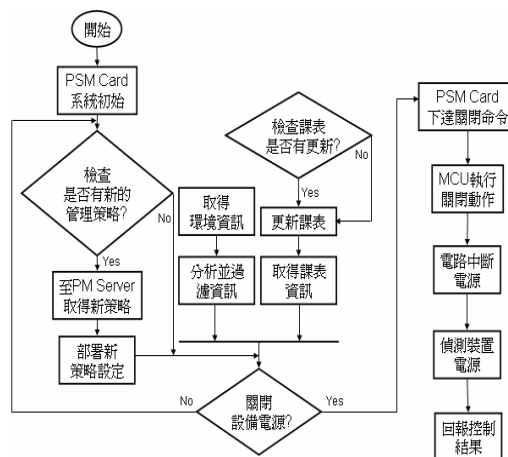 開始
PSM Card
系統初始
檢查
是否有新的
管理策略?
No
Yes
至PM Server
取得新策略
部署新
策略設定
取得
環境資訊
分析並過
濾資訊
檢查課表
是否有更新?
No
Yes
更新課表
取得課表
資訊
No
關閉
設備電源?
Yes
PSM Card
下達關閉命令
MCU執行
關閉動作
電路中斷
電源
偵測裝置
電源
回報控制
結果